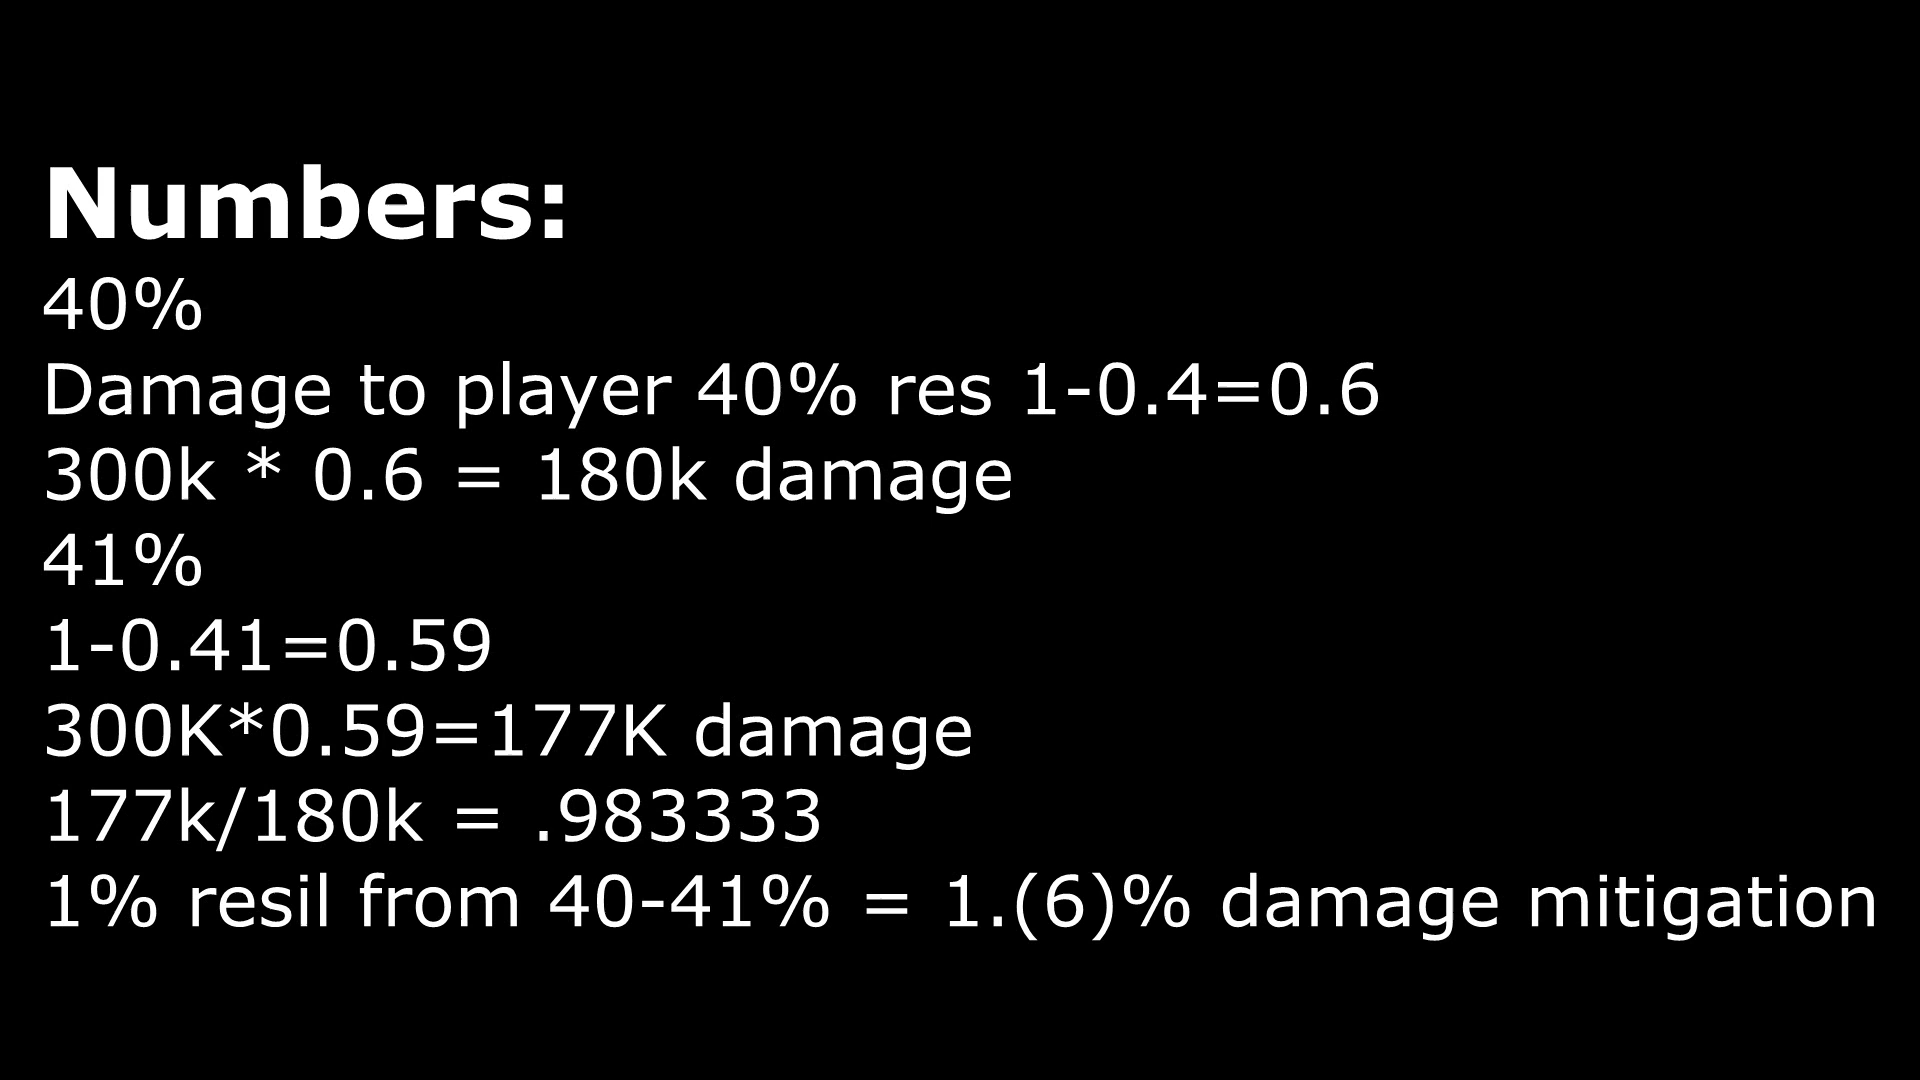 Numbers:
40%
Damage to player 40% res 1-0.4=0.6
300k * 0.6 = 180k damage
41%
1-0.41=0.59
300K*0.59=177K damage
177k/180k = .983333
1% resil from 40-41% = 1.(6)% damage mitigation